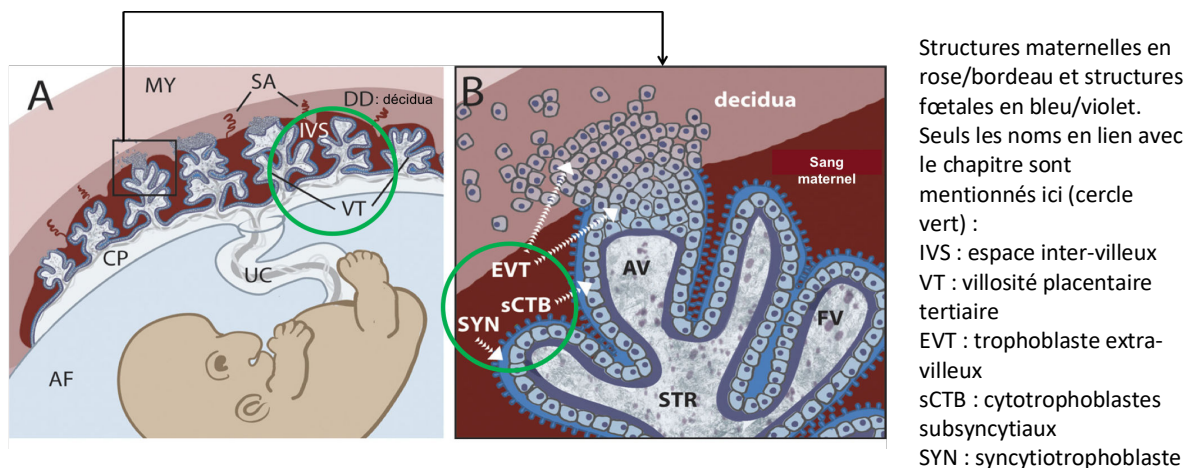 A
MY
SA
DD: décidua
IVS
VT
CP
UC
AF
B
decidua
Sang
maternel
EVT
AV
sCTB
SYN
FV
STR
Structures maternelles en
rose/bordeau et structures
fœtales en bleu/violet.
Seuls les noms en lien avec
le chapitre sont
mentionnés ici (cercle
vert) :
IVS : espace inter-villeux
VT : villosité placentaire
tertiaire
EVT : trophoblaste extra-
villeux
sCTB : cytotrophoblastes
subsyncytiaux
SYN : syncytiotrophoblaste